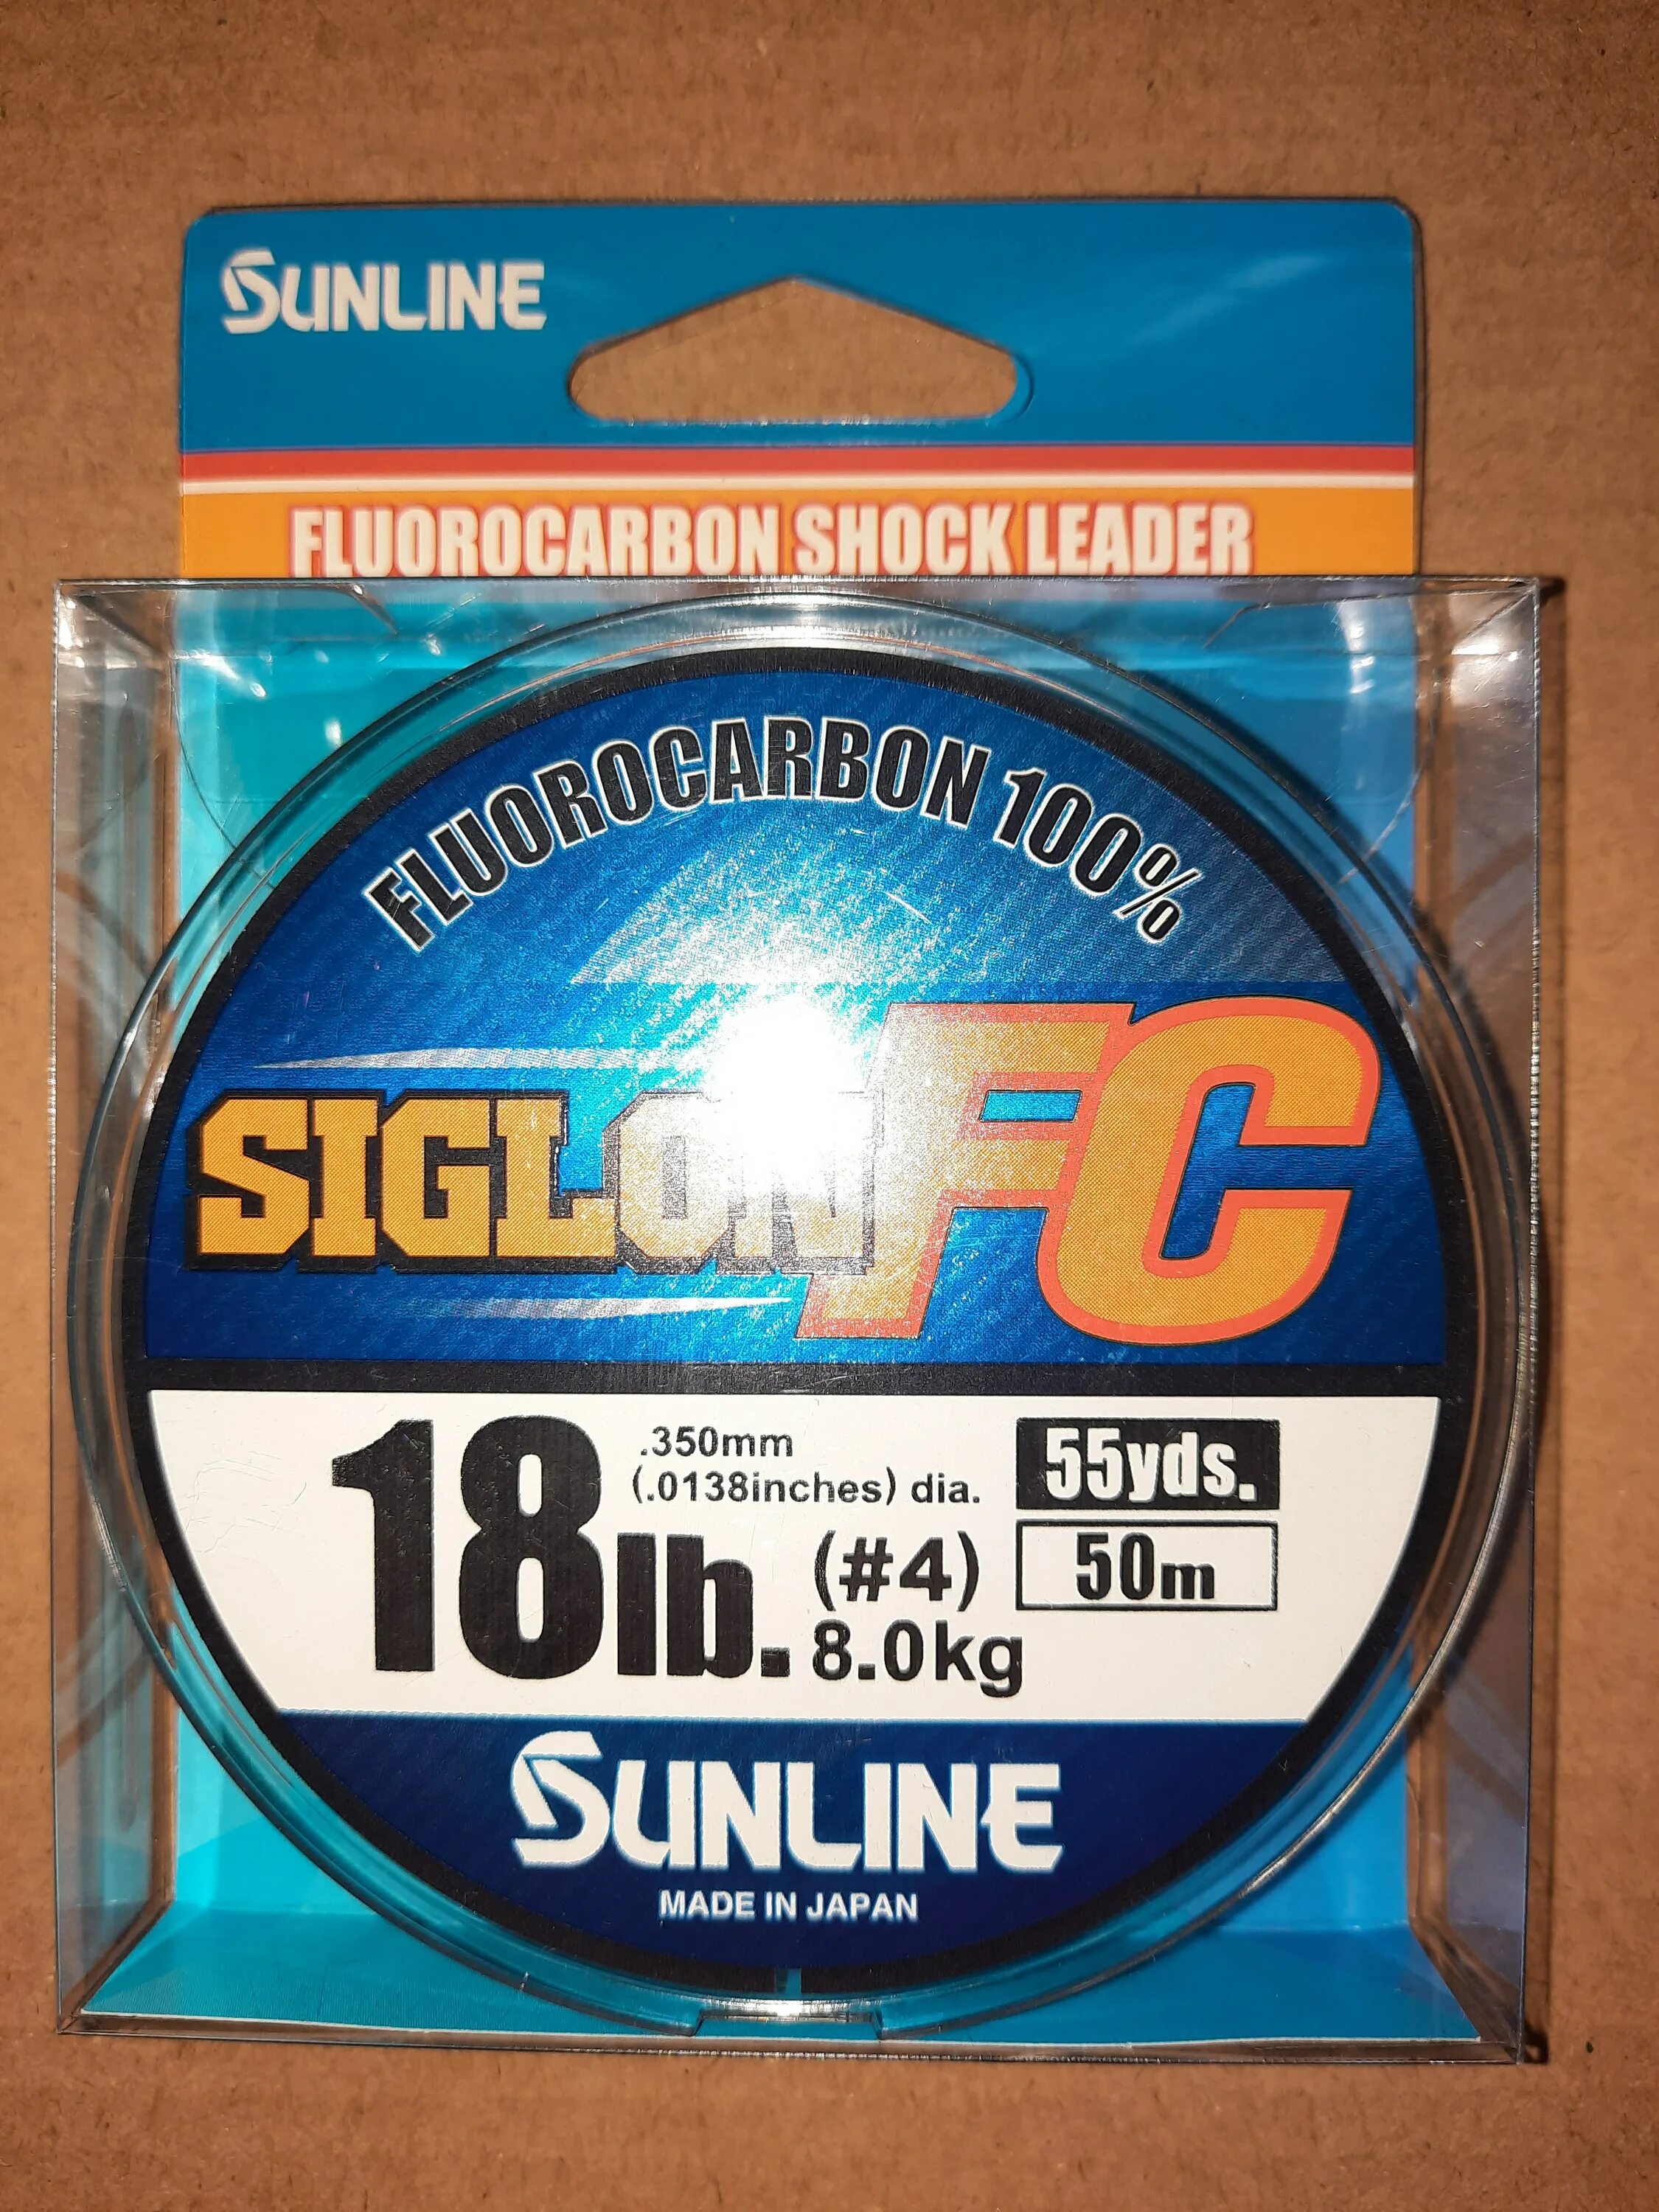 SUNLINE
FLUOROCARBON SHOCK LEADER
FLUOROCARBON 100%
SIGLON FC
.350mm
(.0138inches) dia.
18lb. (#4)
8.0kg
55yds.
50m
SUNLINE
MADE IN JAPAN